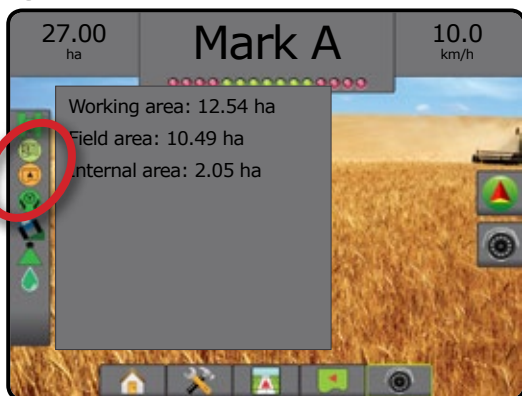 27.00
ha
Mark A
10.0
km/h
Working area: 12.54 ha
Field area: 10.49 ha
Internal area: 2.05 ha